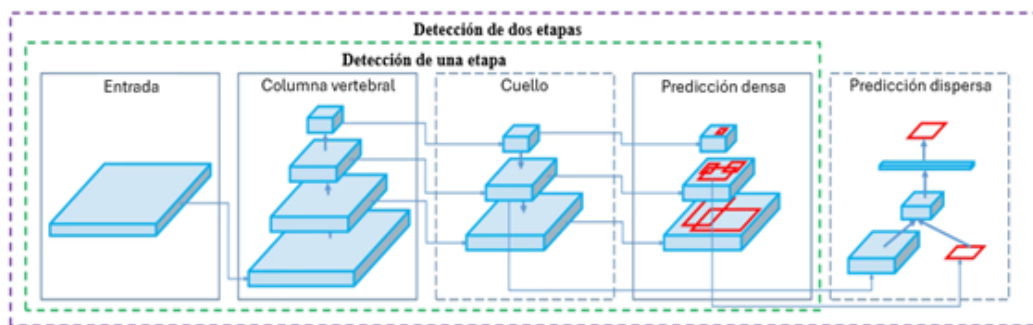 Detección de dos etapas
Detección de una etapa
Entrada
Columna vertebral
Cuello
Predicción densa
Predicción dispersa